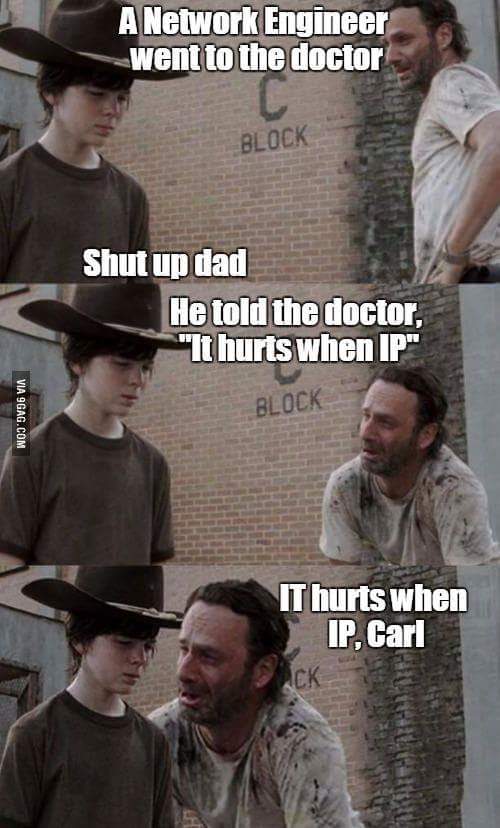 A Network Engineer
went to the doctor
C
BLOCK
Shut up dad
He told the doctor,
"It hurts when IP"
BLOCK
VIA 9GAG.COM
IT hurts when
IP, Carl
CK